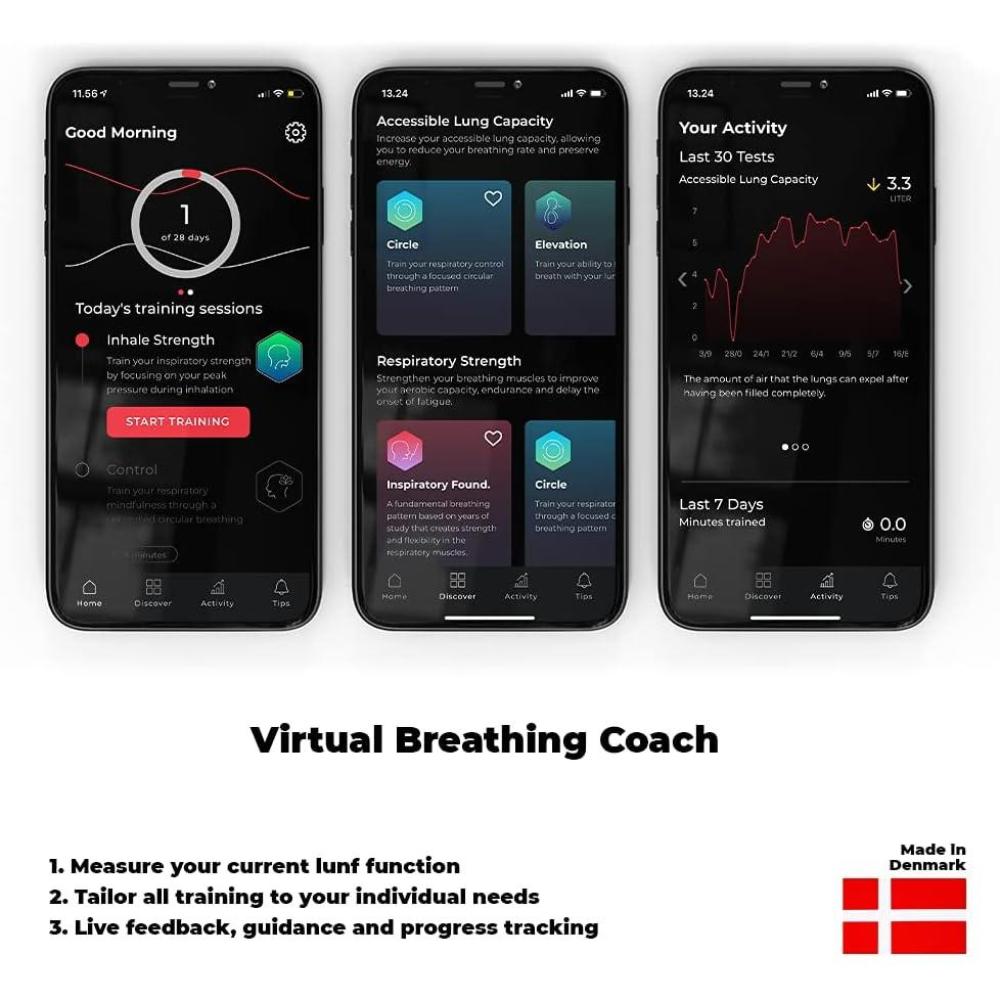 11.56
Good Morning
1
of 28 days
Today's training sessions
Inhale Strength
Train your inspiratory strength
by focusing on your peak
pressure during inhalation
START TRAINING
Control
Train your respiratory
mindfulness through a
circular breathing
minutes
Home
Discover
Activity
Tips
13.24
Accessible Lung Capacity
Increase your accessible lung capacity, allowing
you to reduce your breathing rate and preserve
energy.
Circle
Train your respiratory control
through a focused circular
breathing pattern
Elevation
Train your ability to
breath with your lun
Respiratory Strength
Strengthen your breathing muscles to improve
your aerobic capacity, endurance and delay the
onset of fatigue.
Inspiratory Found.
A fundamental breathing
pattern based on years of
study that creates strength
and flexibility in the
respiratory muscles.
Circle
Train your respirator
through a focused c
breathing pattern
Home
Discover
Activity
Tips
13.24
Your Activity
Last 30 Tests
Accessible Lung Capacity
3.3
LITER
7
5
4
2
0
3/9 28/0 24/1 21/2 6/4 9/5 5/7 16/8
The amount of air that the lungs can expel after
having been filled completely.
Last 7 Days
Minutes trained
0.0
Minutes
Home
Discover
Activity
Tips
Virtual Breathing Coach
1. Measure your current lunf function
2. Tailor all training to your individual needs
3. Live feedback, guidance and progress tracking
Made In
Denmark